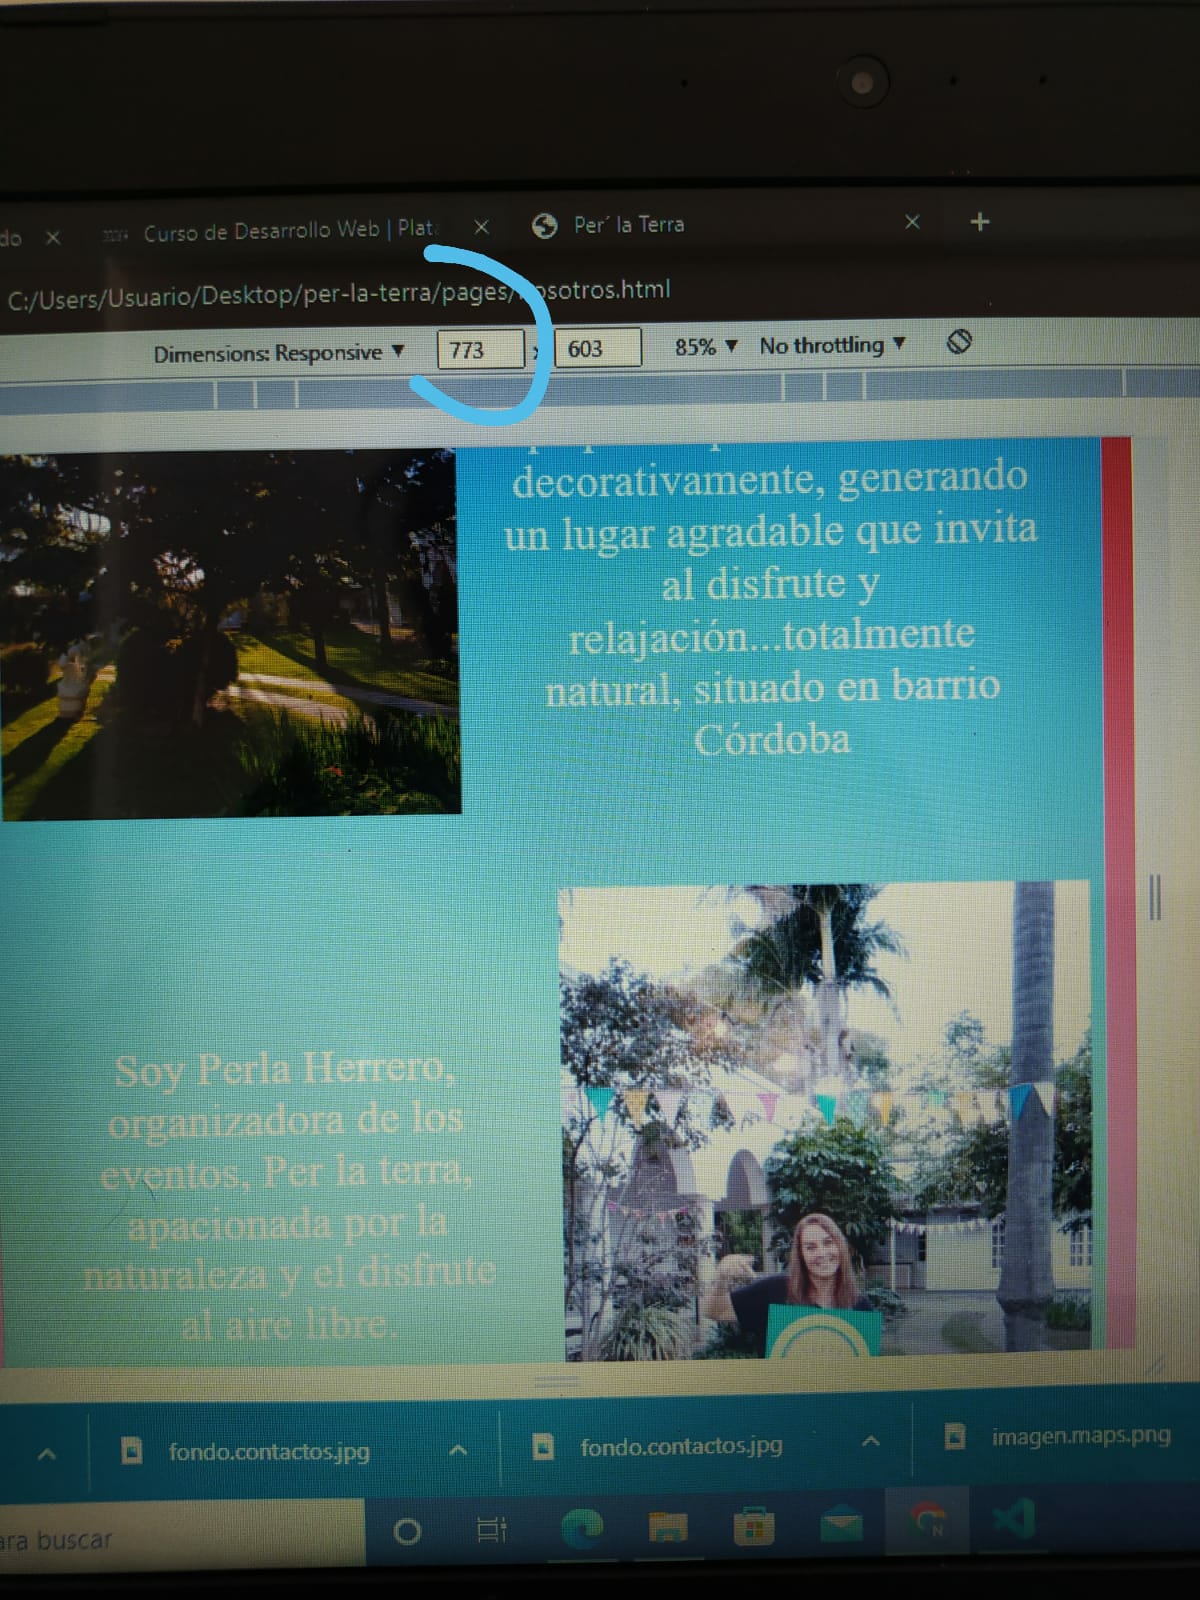 do
Curso de Desarrollo Web | Plat
Per´ la Terra
C:/Users/Usuario/Desktop/per-la-terra/pages/nosotros.html
Dimensions: Responsive ▼ 773 x 603 85% ▼ No throttling ▼
decorativamente, generando
un lugar agradable que invita
al disfrute y
relajación...totalmente
natural, situado en barrio
Córdoba
Soy Perla Herrero,
organizadora de los
eventos, Per la terra,
apacionada por la
naturaleza y el disfrute
al aire libre.
fondo.contactos.jpg
fondo.contactos.jpg
imagen.maps.png
ara buscar
N